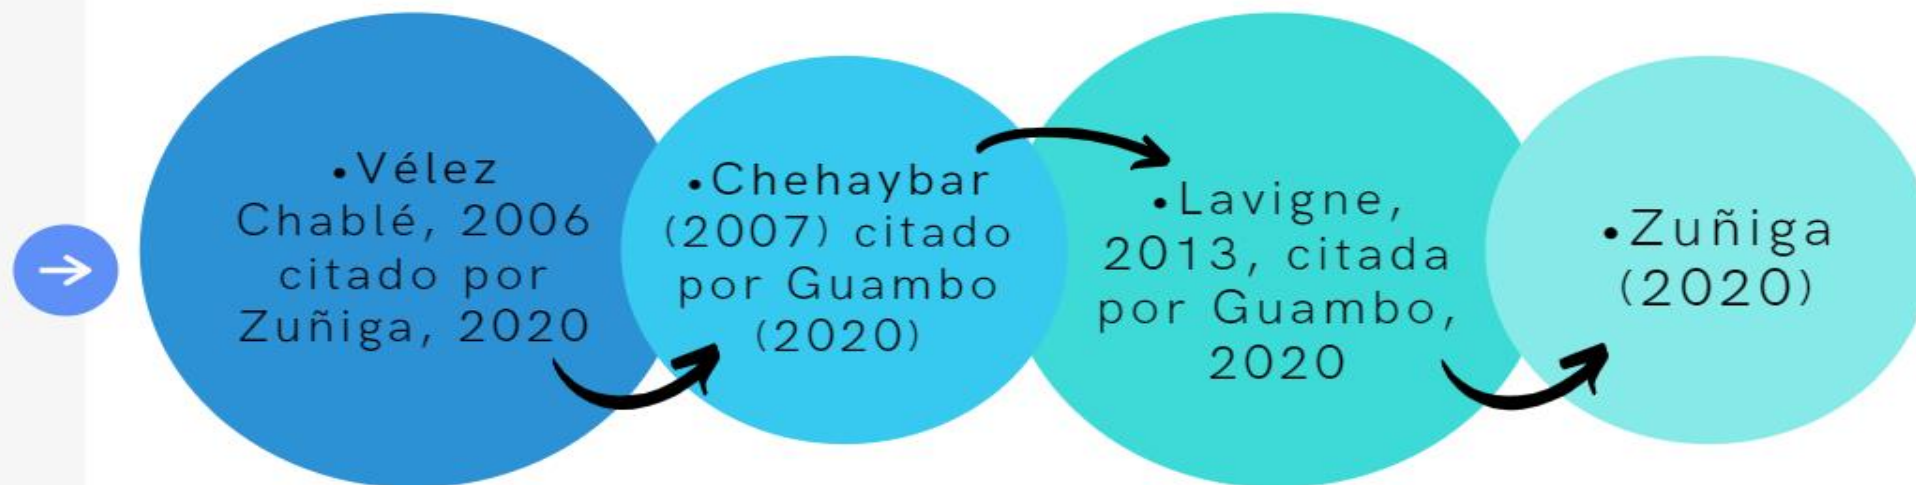 •Vélez
Chablé, 2006
citado por
Zuñiga, 2020
•Chehaybar
(2007) citado
por Guambo
(2020)
•Lavigne,
2013, citada
por Guambo,
2020
•Zuñiga
(2020)